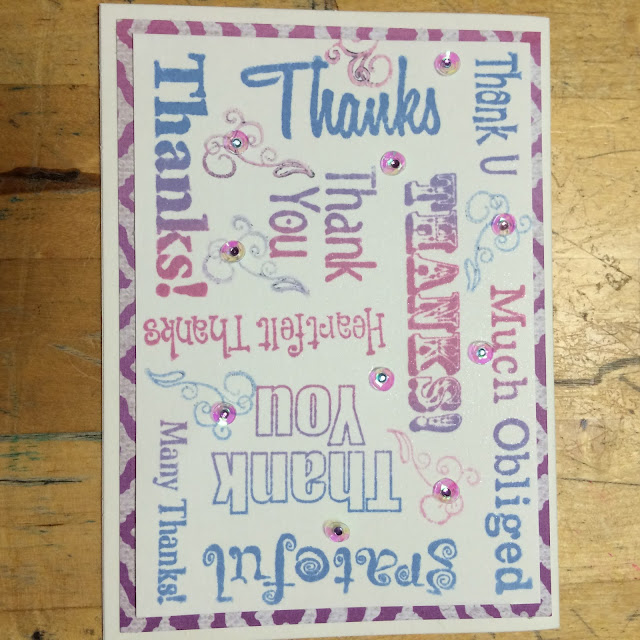 Thanks
Thanks!
Thank U
Thank
You
THANKS!
Heartfelt Thanks
Much Obliged
Thank
You
Many Thanks!
grateful